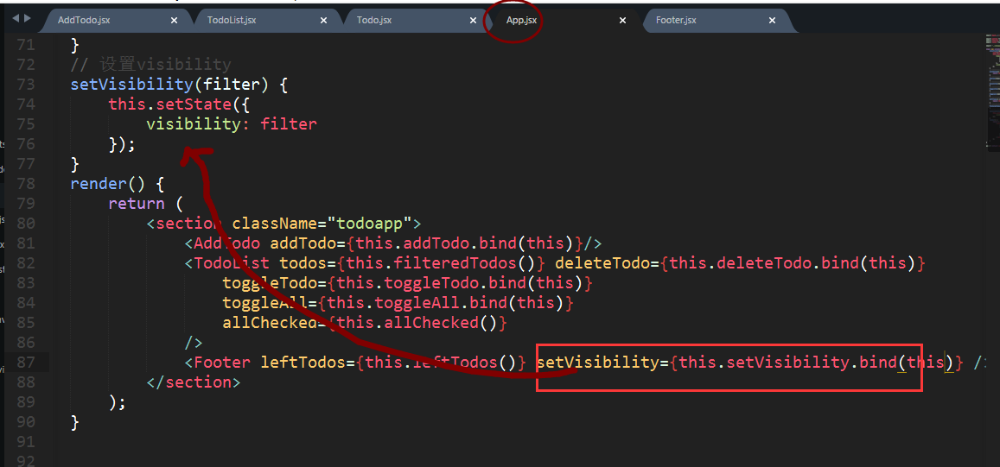 AddTodo.jsx × TodoList.jsx × Todo.jsx × App.jsx × Footer.jsx ×
71 }
72 // 设置visibility
73 setVisibility(filter) {
74 this.setState({
75 visibility: filter
76 });
77 }
78 render() {
79 return (
80 <section className="todoapp">
81 <AddTodo addTodo={this.addTodo.bind(this)}/>
82 <TodoList todos={this.filteredTodos()} deleteTodo={this.deleteTodo.bind(this)}
83 toggleTodo={this.toggleTodo.bind(this)}
84 toggleAll={this.toggleAll.bind(this)}
85 allChecked={this.allChecked()}
86 />
87 <Footer leftTodos={this.leftTodos()} setVisibility={this.setVisibility.bind(this)} /
88 </section>
89 );
90 }
91
92